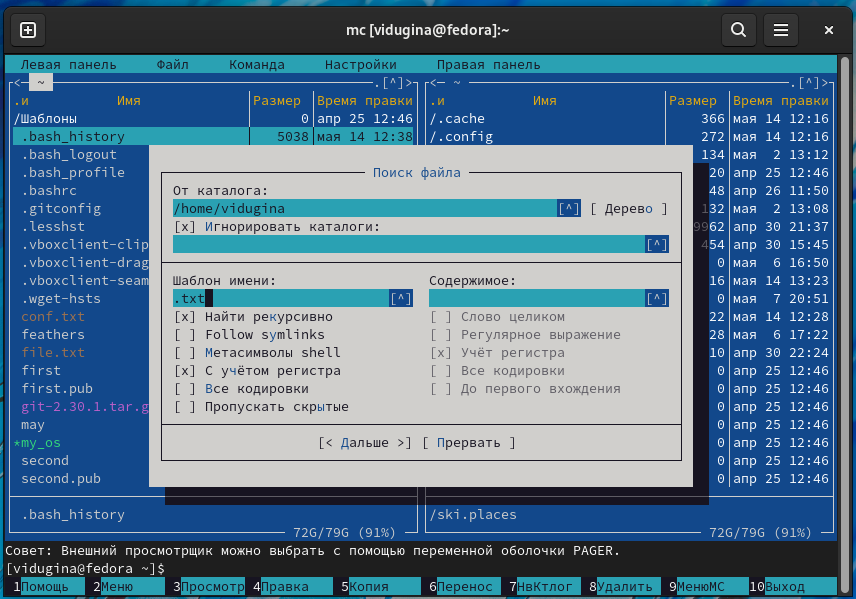 mc [vidugina@fedora]:~
Левая панель Файл Команда Настройки Правая панель
<- ~ .[^]> <- ~ .[^]>
.и Имя Размер Время правки .и Имя Размер Время правки
/Шаблоны 0 апр 25 12:46 /.cache 366 мая 14 12:16
.bash_history 5038 мая 14 12:38 /.config 272 мая 14 12:16
.bash_logout 134 мая 2 13:12
.bash_profile Поиск файла 20 апр 25 12:46
.bashrc От каталога: 48 апр 26 11:50
.gitconfig /home/vidugina [^] [ Дерево ] 132 мая 2 13:08
.lesshst [x] Игнорировать каталоги: 9962 апр 30 21:37
.vboxclient-clip [^] 454 апр 30 15:45
.vboxclient-drag 0 мая 6 16:50
.vboxclient-seam Шаблон имени: Содержимое: 16 мая 14 13:23
.wget-hsts .txt [^] [^] 0 мая 7 20:51
conf.txt [x] Найти рекурсивно [ ] Слово целиком 22 мая 14 12:28
feathers [ ] Follow symlinks [ ] Регулярное выражение 28 мая 6 17:22
file.txt [ ] Метасимволы shell [x] Учёт регистра 10 апр 30 22:24
first [x] С учётом регистра [ ] Все кодировки 0 апр 25 12:46
first.pub [ ] Все кодировки [ ] До первого вхождения 0 апр 25 12:46
git-2.30.1.tar.g [ ] Пропускать скрытые 0 апр 25 12:46
may 0 апр 25 12:46
*my_os [< Дальше >] [ Прервать ] 0 апр 25 12:46
second 0 апр 25 12:46
second.pub 0 апр 25 12:46
.bash_history /ski.places
72G/79G (91%) 72G/79G (91%)
Совет: Внешний просмотрщик можно выбрать с помощью переменной оболочки PAGER.
[vidugina@fedora ~]$
1Помощь 2Меню 3Просмотр 4Правка 5Копия 6Перенос 7НвКтлог 8Удалить 9МенюМС 10Выход